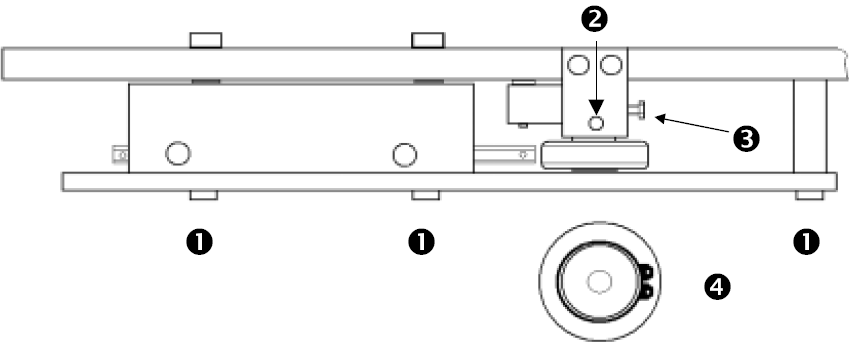 ❷
❸
❶ ❶ ❶
❹